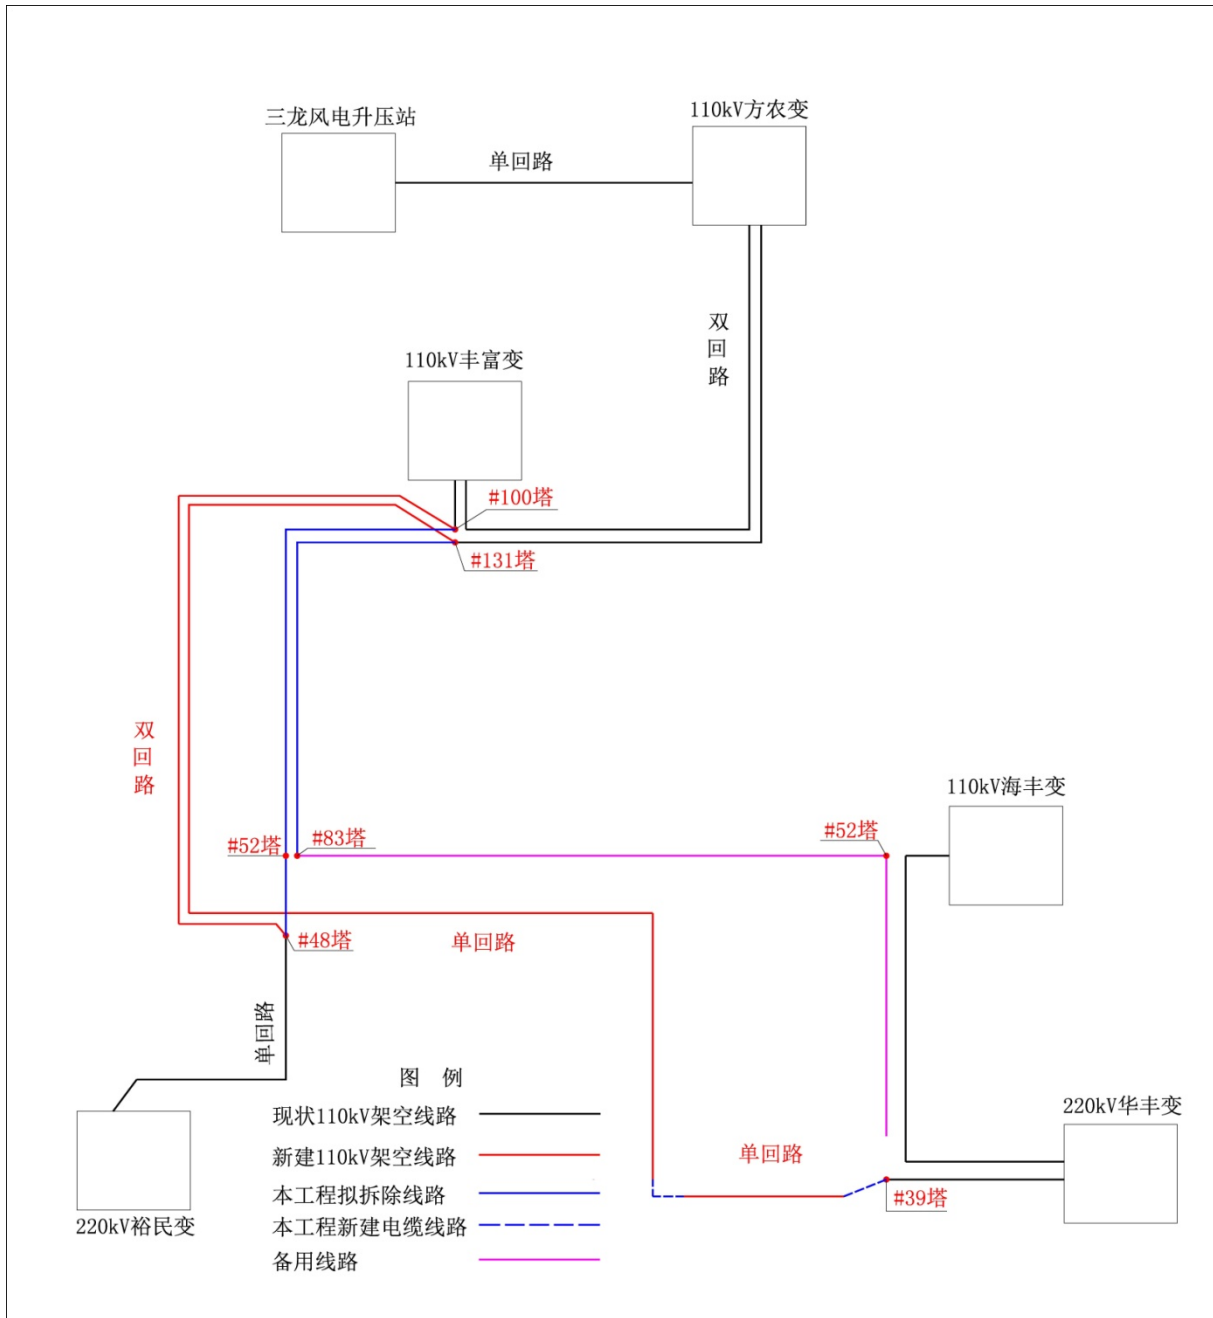 三龙风电升压站
110kV方农变
单回路
双回路
110kV丰富变
#100塔
#131塔
双回路
110kV海丰变
#52塔
#83塔
#52塔
#48塔
单回路
单回路
图 例
现状110kV架空线路
新建110kV架空线路
本工程拟拆除线路
本工程新建电缆线路
备用线路
220kV裕民变
220kV华丰变
单回路
#39塔